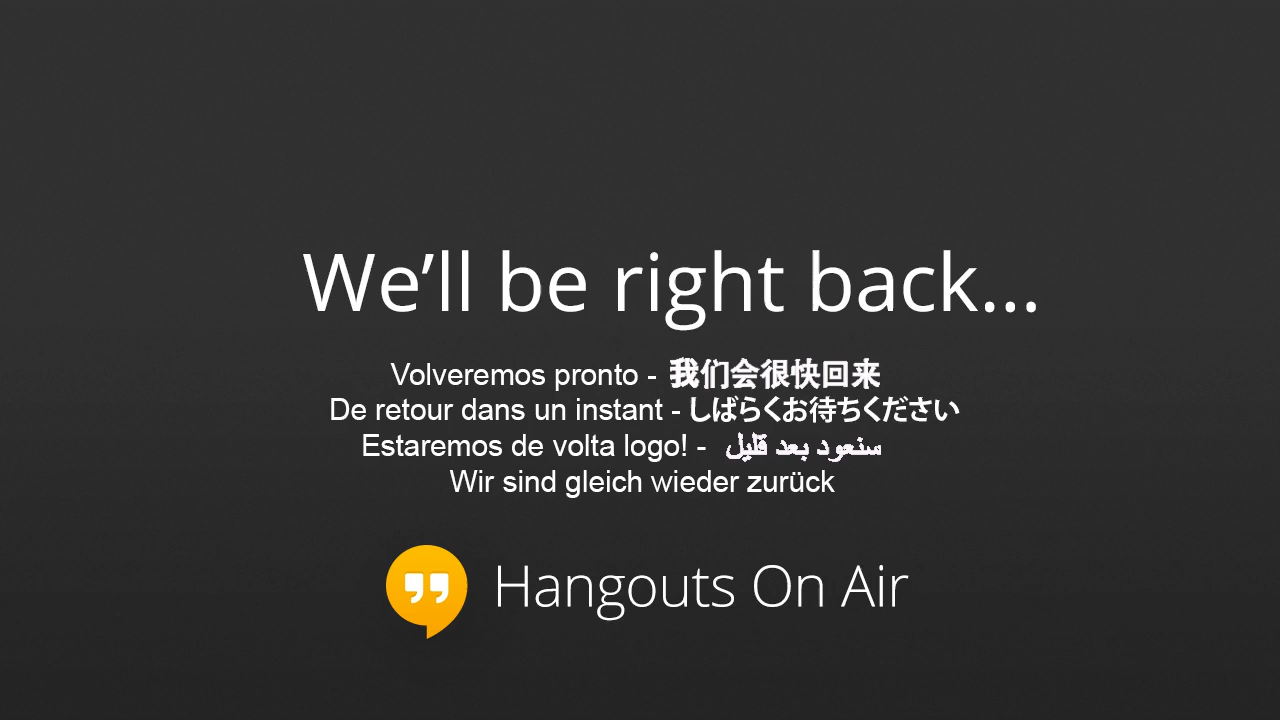 We’ll be right back...
Volveremos pronto - 我们会很快回来
De retour dans un instant - しばらくお待ちください
Estaremos de volta logo! - سنعود بعد قليل
Wir sind gleich wieder zurück
Hangouts On Air